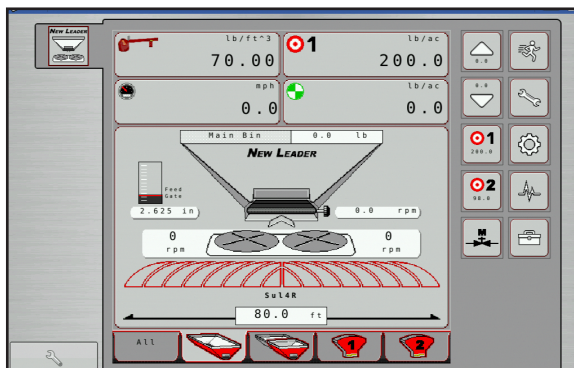 NEW LEADER
lb/ft^3
70.00
1
lb/ac
200.0
mph
0.0
lb/ac
0.0
Main Bin 0.0 lb
NEW LEADER
Feed
Gate
2.625 in
0.0 rpm
0
rpm
0
rpm
Sul4R
80.0 ft
All
1
2
0.0
0.0
1
200.0
2
90.0
M